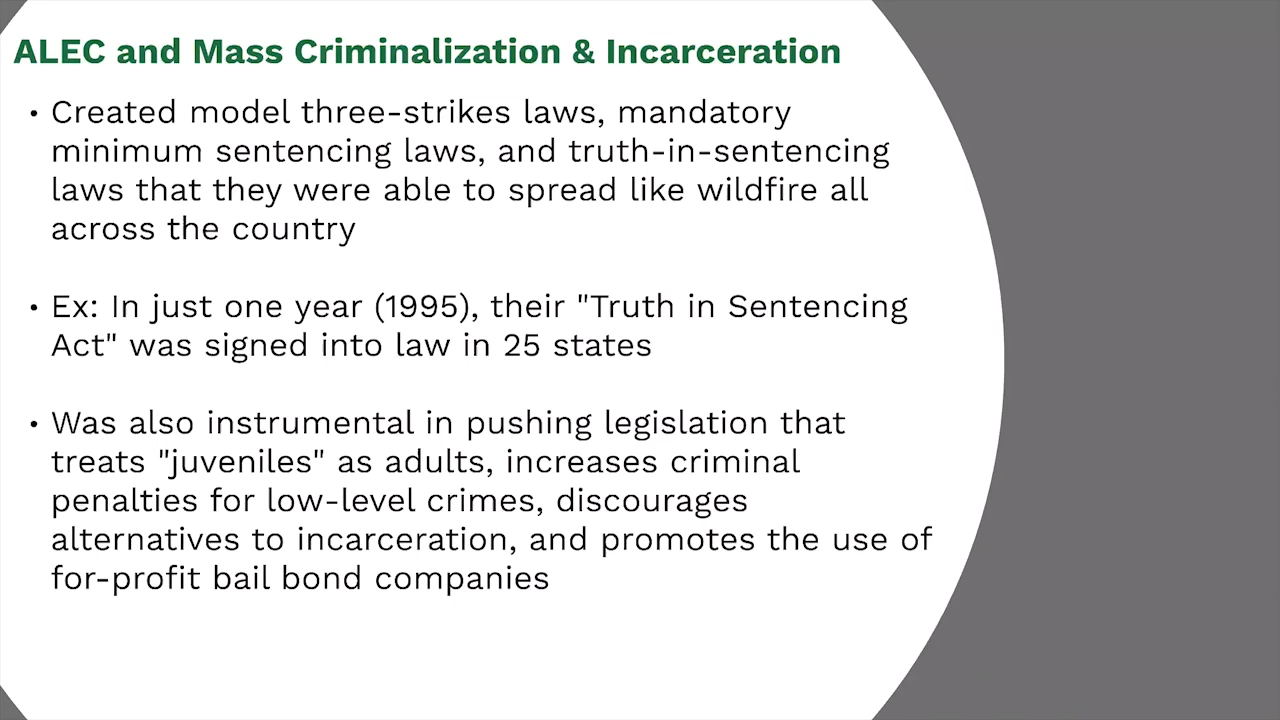 ALEC and Mass Criminalization & Incarceration
• Created model three-strikes laws, mandatory
minimum sentencing laws, and truth-in-sentencing
laws that they were able to spread like wildfire all
across the country
• Ex: In just one year (1995), their "Truth in Sentencing
Act" was signed into law in 25 states
• Was also instrumental in pushing legislation that
treats "juveniles" as adults, increases criminal
penalties for low-level crimes, discourages
alternatives to incarceration, and promotes the use of
for-profit bail bond companies